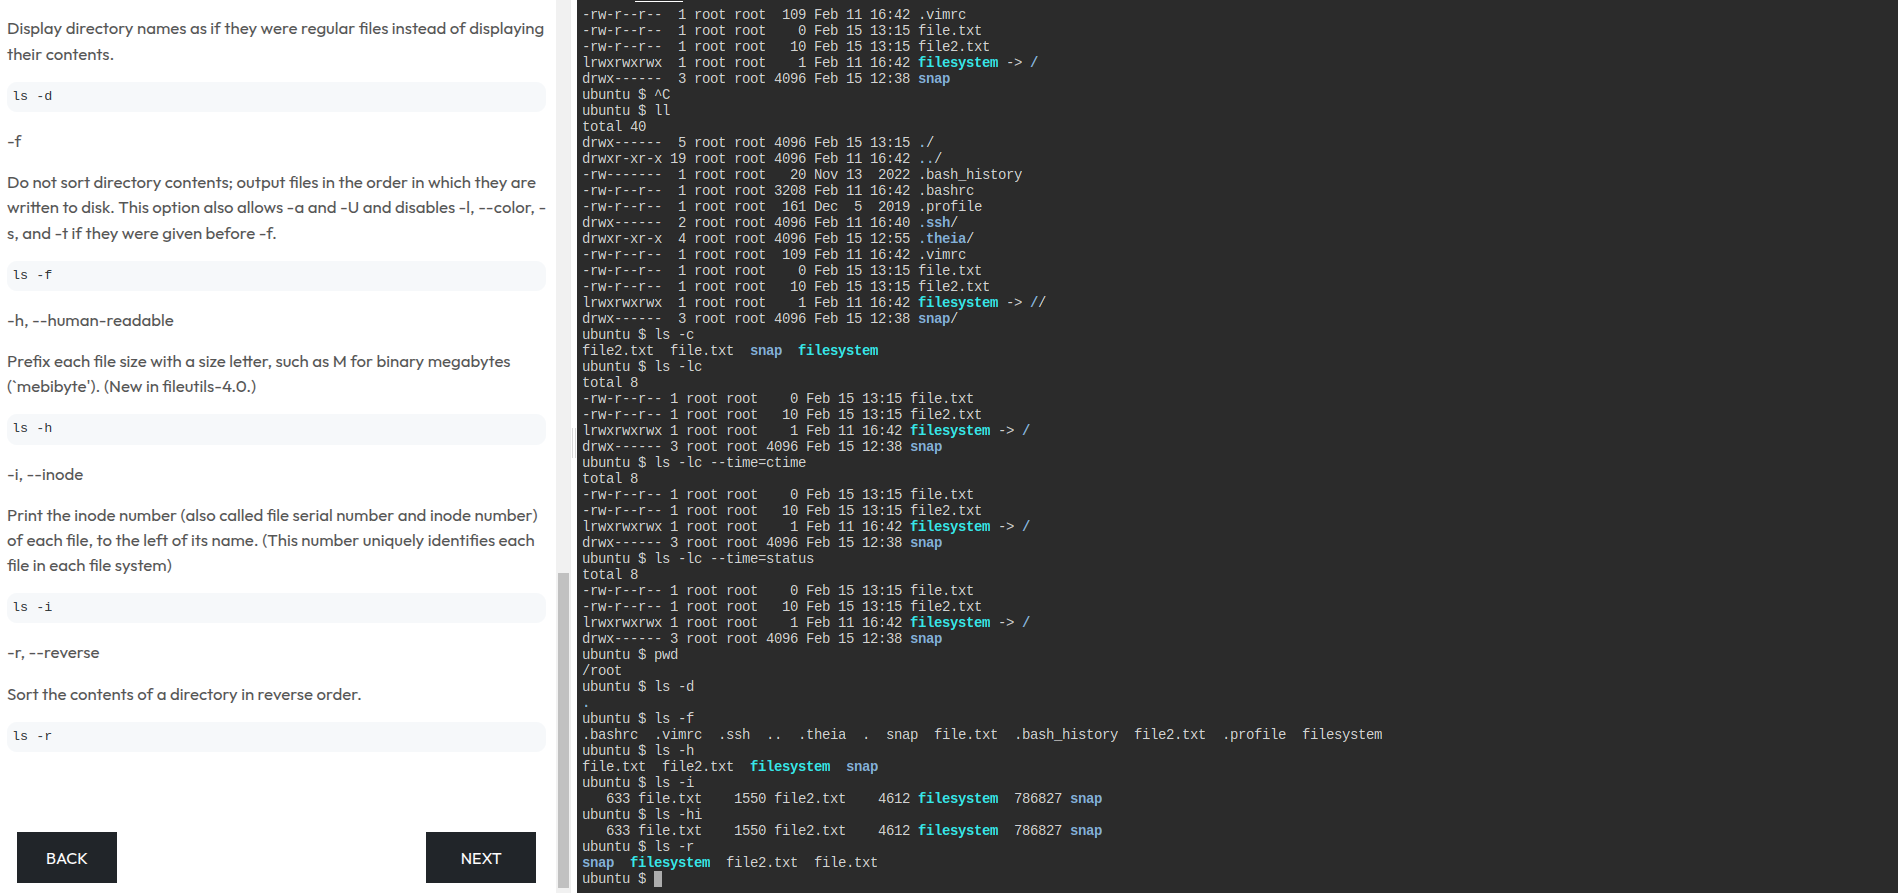 Display directory names as if they were regular files instead of displaying
their contents.
ls -d
-f
Do not sort directory contents; output files in the order in which they are
written to disk. This option also allows -a and -U and disables -l, --color, -
s, and -t if they were given before -f.
ls -f
-h, --human-readable
Prefix each file size with a size letter, such as M for binary megabytes
(`mebibyte'). (New in fileutils-4.0.)
ls -h
-i, --inode
Print the inode number (also called file serial number and inode number)
of each file, to the left of its name. (This number uniquely identifies each
file in each file system)
ls -i
-r, --reverse
Sort the contents of a directory in reverse order.
ls -r
BACK
NEXT
-rw-r--r--  1 root root  109 Feb 11 16:42 .vimrc
-rw-r--r--  1 root root    0 Feb 15 13:15 file.txt
-rw-r--r--  1 root root   10 Feb 15 13:15 file2.txt
lrwxrwxrwx  1 root root    1 Feb 11 16:42 filesystem -> /
drwx------  3 root root 4096 Feb 15 12:38 snap
ubuntu $ ^C
ubuntu $ ll
total 40
drwx------  5 root root 4096 Feb 15 13:15 ./
drwxr-xr-x 19 root root 4096 Feb 11 16:42 ../
-rw-------  1 root root   20 Nov 13  2022 .bash_history
-rw-r--r--  1 root root 3208 Feb 11 16:42 .bashrc
-rw-r--r--  1 root root  161 Dec  5  2019 .profile
drwx------  2 root root 4096 Feb 11 16:40 .ssh/
drwxr-xr-x  4 root root 4096 Feb 15 12:55 .theia/
-rw-r--r--  1 root root  109 Feb 11 16:42 .vimrc
-rw-r--r--  1 root root    0 Feb 15 13:15 file.txt
-rw-r--r--  1 root root   10 Feb 15 13:15 file2.txt
lrwxrwxrwx  1 root root    1 Feb 11 16:42 filesystem -> //
drwx------  3 root root 4096 Feb 15 12:38 snap/
ubuntu $ ls -c
file2.txt  file.txt  snap  filesystem
ubuntu $ ls -lc
total 8
-rw-r--r-- 1 root root    0 Feb 15 13:15 file.txt
-rw-r--r-- 1 root root   10 Feb 15 13:15 file2.txt
lrwxrwxrwx 1 root root    1 Feb 11 16:42 filesystem -> /
drwx------ 3 root root 4096 Feb 15 12:38 snap
ubuntu $ ls -lc --time=ctime
total 8
-rw-r--r-- 1 root root    0 Feb 15 13:15 file.txt
-rw-r--r-- 1 root root   10 Feb 15 13:15 file2.txt
lrwxrwxrwx 1 root root    1 Feb 11 16:42 filesystem -> /
drwx------ 3 root root 4096 Feb 15 12:38 snap
ubuntu $ ls -lc --time=status
total 8
-rw-r--r-- 1 root root    0 Feb 15 13:15 file.txt
-rw-r--r-- 1 root root   10 Feb 15 13:15 file2.txt
lrwxrwxrwx 1 root root    1 Feb 11 16:42 filesystem -> /
drwx------ 3 root root 4096 Feb 15 12:38 snap
ubuntu $ pwd
/root
ubuntu $ ls -d
.
ubuntu $ ls -f
.bashrc  .vimrc  .ssh  ..  .theia  .  snap  file.txt  .bash_history  file2.txt  .profile  filesystem
ubuntu $ ls -h
file.txt  file2.txt  filesystem  snap
ubuntu $ ls -i
   633 file.txt    1550 file2.txt    4612 filesystem  786827 snap
ubuntu $ ls -hi
   633 file.txt    1550 file2.txt    4612 filesystem  786827 snap
ubuntu $ ls -r
snap  filesystem  file2.txt  file.txt
ubuntu $